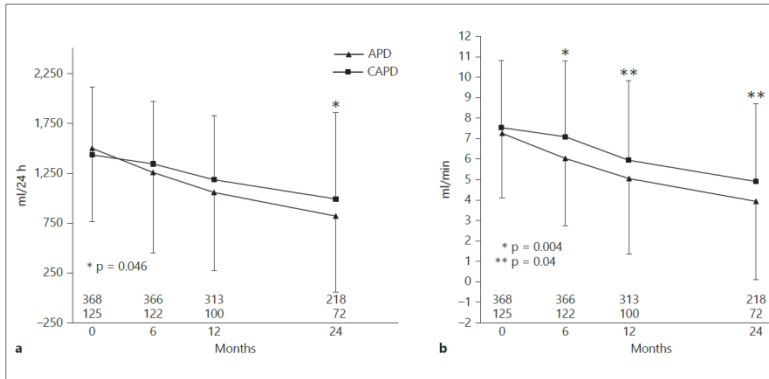 APD
CAPD
ml/24 h
2,250
1,750
1,250
750
250
−250
*
* p = 0.046
368 366 313 218
125 122 100 72
0 6 12 24
Months
a
ml/min
12
11
10
9
8
7
6
5
4
3
2
1
0
−1
−2
* ** **
* p = 0.004
** p = 0.04
368 366 313 218
125 122 100 72
0 6 12 24
Months
b